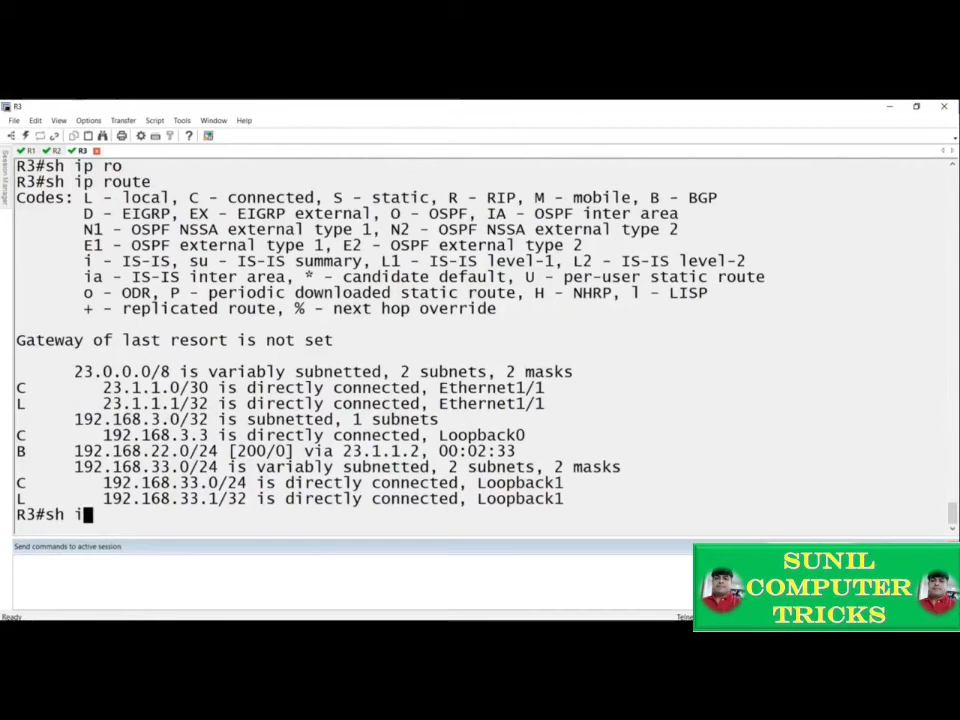 R3
File Edit View Options Transfer Script Tools Window Help
R1 R2 R3
Session Manager
R3#sh ip ro
R3#sh ip route
Codes: L - local, C - connected, S - static, R - RIP, M - mobile, B - BGP
D - EIGRP, EX - EIGRP external, O - OSPF, IA - OSPF inter area
N1 - OSPF NSSA external type 1, N2 - OSPF NSSA external type 2
E1 - OSPF external type 1, E2 - OSPF external type 2
i - IS-IS, su - IS-IS summary, L1 - IS-IS level-1, L2 - IS-IS level-2
ia - IS-IS inter area, * - candidate default, U - per-user static route
o - ODR, P - periodic downloaded static route, H - NHRP, l - LISP
+ - replicated route, % - next hop override
Gateway of last resort is not set
23.0.0.0/8 is variably subnetted, 2 subnets, 2 masks
C 23.1.1.0/30 is directly connected, Ethernet1/1
L 23.1.1.1/32 is directly connected, Ethernet1/1
192.168.3.0/32 is subnetted, 1 subnets
C 192.168.3.3 is directly connected, Loopback0
B 192.168.22.0/24 [200/0] via 23.1.1.2, 00:02:33
192.168.33.0/24 is variably subnetted, 2 subnets, 2 masks
C 192.168.33.0/24 is directly connected, Loopback1
L 192.168.33.1/32 is directly connected, Loopback1
R3#sh i
Send commands to active session
Ready
SUNIL
COMPUTER
TRICKS